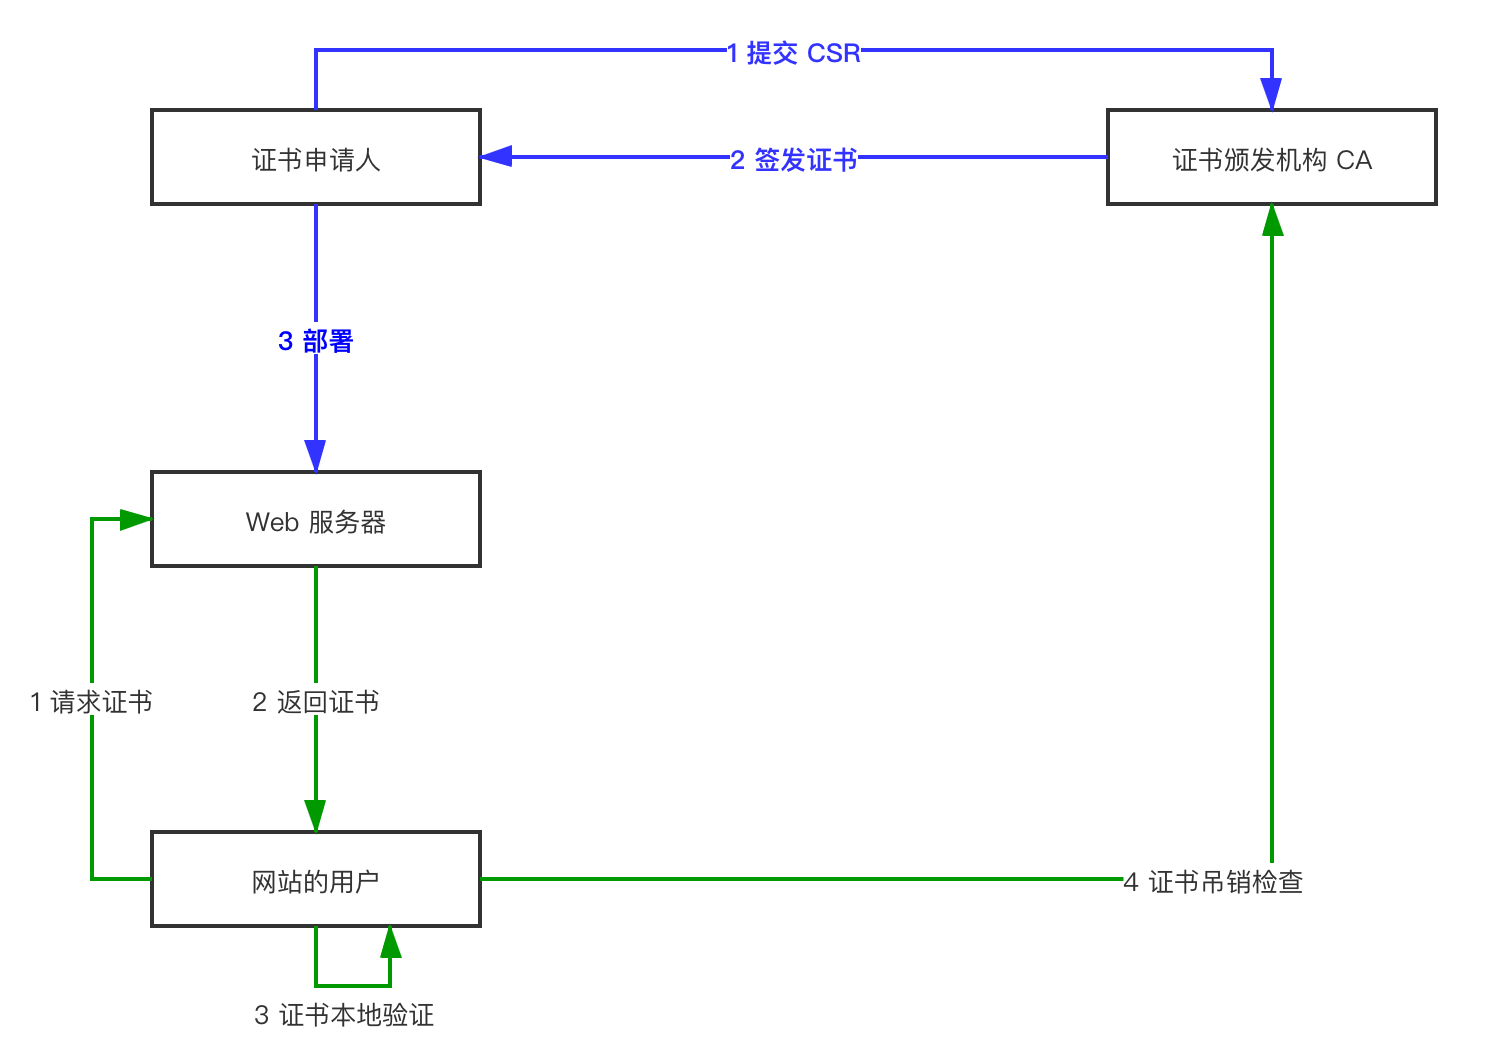 1 提交 CSR
证书申请人
2 签发证书
证书颁发机构 CA
3 部署
Web 服务器
1 请求证书
2 返回证书
网站的用户
4 证书吊销检查
3 证书本地验证